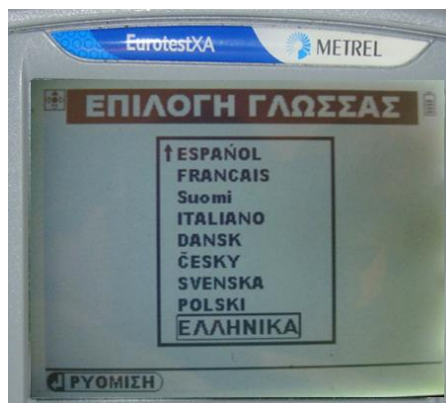 EurotestXA METREL
ΕΠΙΛΟΓΗ ΓΛΩΣΣΑΣ
ESPAÑOL
FRANCAIS
Suomi
ITALIANO
DANSK
ČESKY
SVENSKA
POLSKI
ΕΛΛΗΝΙΚΑ
ΡΥΘΜΙΣΗ